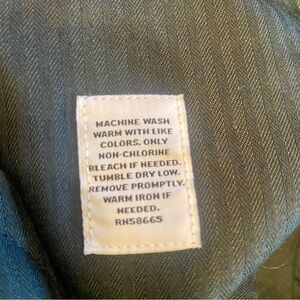 MACHINE WASH
WARM WITH LIKE
COLORS. ONLY
NON-CHLORINE
BLEACH IF NEEDED.
TUMBLE DRY LOW.
REMOVE PROMPTLY.
WARM IRON IF
NEEDED.
RN58665